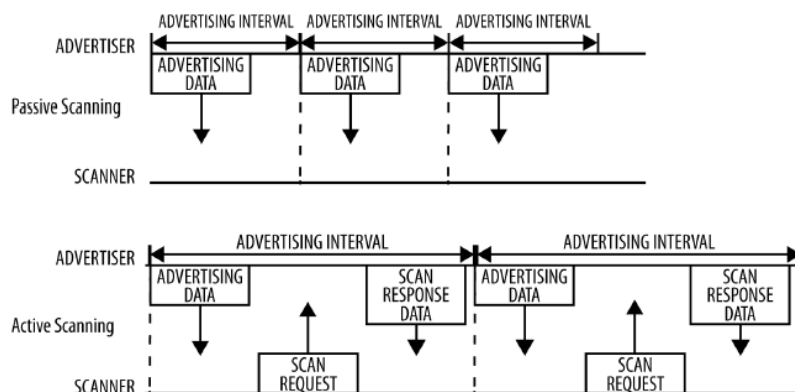 ADVERTISING INTERVAL ADVERTISING INTERVAL ADVERTISING INTERVAL
ADVERTISER
ADVERTISING DATA ADVERTISING DATA ADVERTISING DATA
Passive Scanning
SCANNER
ADVERTISING INTERVAL ADVERTISING INTERVAL
ADVERTISER
ADVERTISING DATA SCAN RESPONSE DATA ADVERTISING DATA SCAN RESPONSE DATA
Active Scanning
SCAN REQUEST SCAN REQUEST
SCANNER